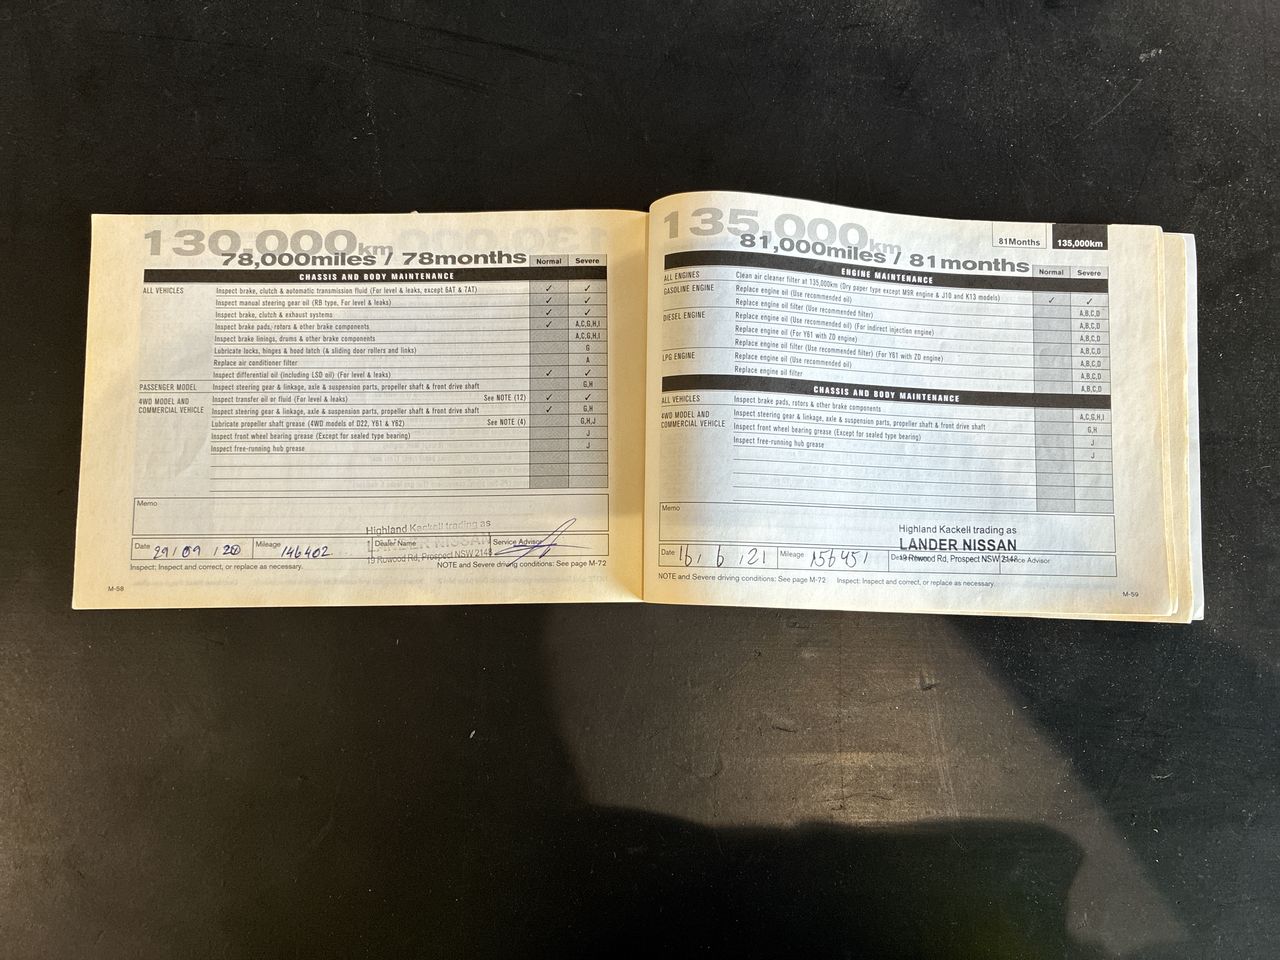 130,000km
78,000miles / 78months
Normal Severe
CHASSIS AND BODY MAINTENANCE
ALL VEHICLES Inspect brake, clutch & automatic transmission fluid (For level & leaks, except 6AT & 7AT) ✓ ✓
Inspect manual steering gear oil (RB type, For level & leaks) ✓ ✓
Inspect brake, clutch & exhaust systems ✓ ✓
Inspect brake pads, rotors & other brake components ✓ A,C,G,H,I
Inspect brake linings, drums & other brake components A,C,G,H,I
Lubricate locks, hinges & hood latch (& sliding door rollers and links) G
Replace air conditioner filter A
Inspect differential oil (including LSD oil) (For level & leaks) ✓ ✓
PASSENGER MODEL Inspect steering gear & linkage, axle & suspension parts, propeller shaft & front drive shaft G,H
4WD MODEL AND Inspect transfer oil or fluid (For level & leaks) See NOTE (12) ✓ ✓
COMMERCIAL VEHICLE Inspect steering gear & linkage, axle & suspension parts, propeller shaft & front drive shaft ✓ G,H
Lubricate propeller shaft grease (4WD models of D22, Y61 & Y62) See NOTE (4) G,H,J
Inspect front wheel bearing grease (Except for sealed type bearing) J
Inspect free-running hub grease J
Memo
Highland Kackell trading as
Date 29/09/20 Mileage 146402 Dealer Name LANDER NISSAN Service Advisor
19 Rowood Rd, Prospect NSW 2148
Inspect: Inspect and correct, or replace as necessary. NOTE and Severe driving conditions: See page M-72
M-58
135,000km
81,000miles / 81months
81Months 135,000km
Normal Severe
ENGINE MAINTENANCE
ALL ENGINES Clean air cleaner filter at 135,000km (Dry paper type except M9R engine & J10 and K13 models) ✓ ✓
GASOLINE ENGINE Replace engine oil (Use recommended oil) A,B,C,D
Replace engine oil filter (Use recommended filter) A,B,C,D
DIESEL ENGINE Replace engine oil (Use recommended oil) (For indirect injection engine) A,B,C,D
Replace engine oil (For Y61 with ZD engine) A,B,C,D
Replace engine oil filter (Use recommended filter) (For Y61 with ZD engine) A,B,C,D
LPG ENGINE Replace engine oil (Use recommended oil) A,B,C,D
Replace engine oil filter A,B,C,D
CHASSIS AND BODY MAINTENANCE
ALL VEHICLES Inspect brake pads, rotors & other brake components A,C,G,H,I
4WD MODEL AND Inspect steering gear & linkage, axle & suspension parts, propeller shaft & front drive shaft G,H
COMMERCIAL VEHICLE Inspect front wheel bearing grease (Except for sealed type bearing) J
Inspect free-running hub grease
Memo
Highland Kackell trading as
LANDER NISSAN
Date 16/6/21 Mileage 156451 19 Rowood Rd, Prospect NSW 2148 Service Advisor
NOTE and Severe driving conditions: See page M-72 Inspect: Inspect and correct, or replace as necessary.
M-59